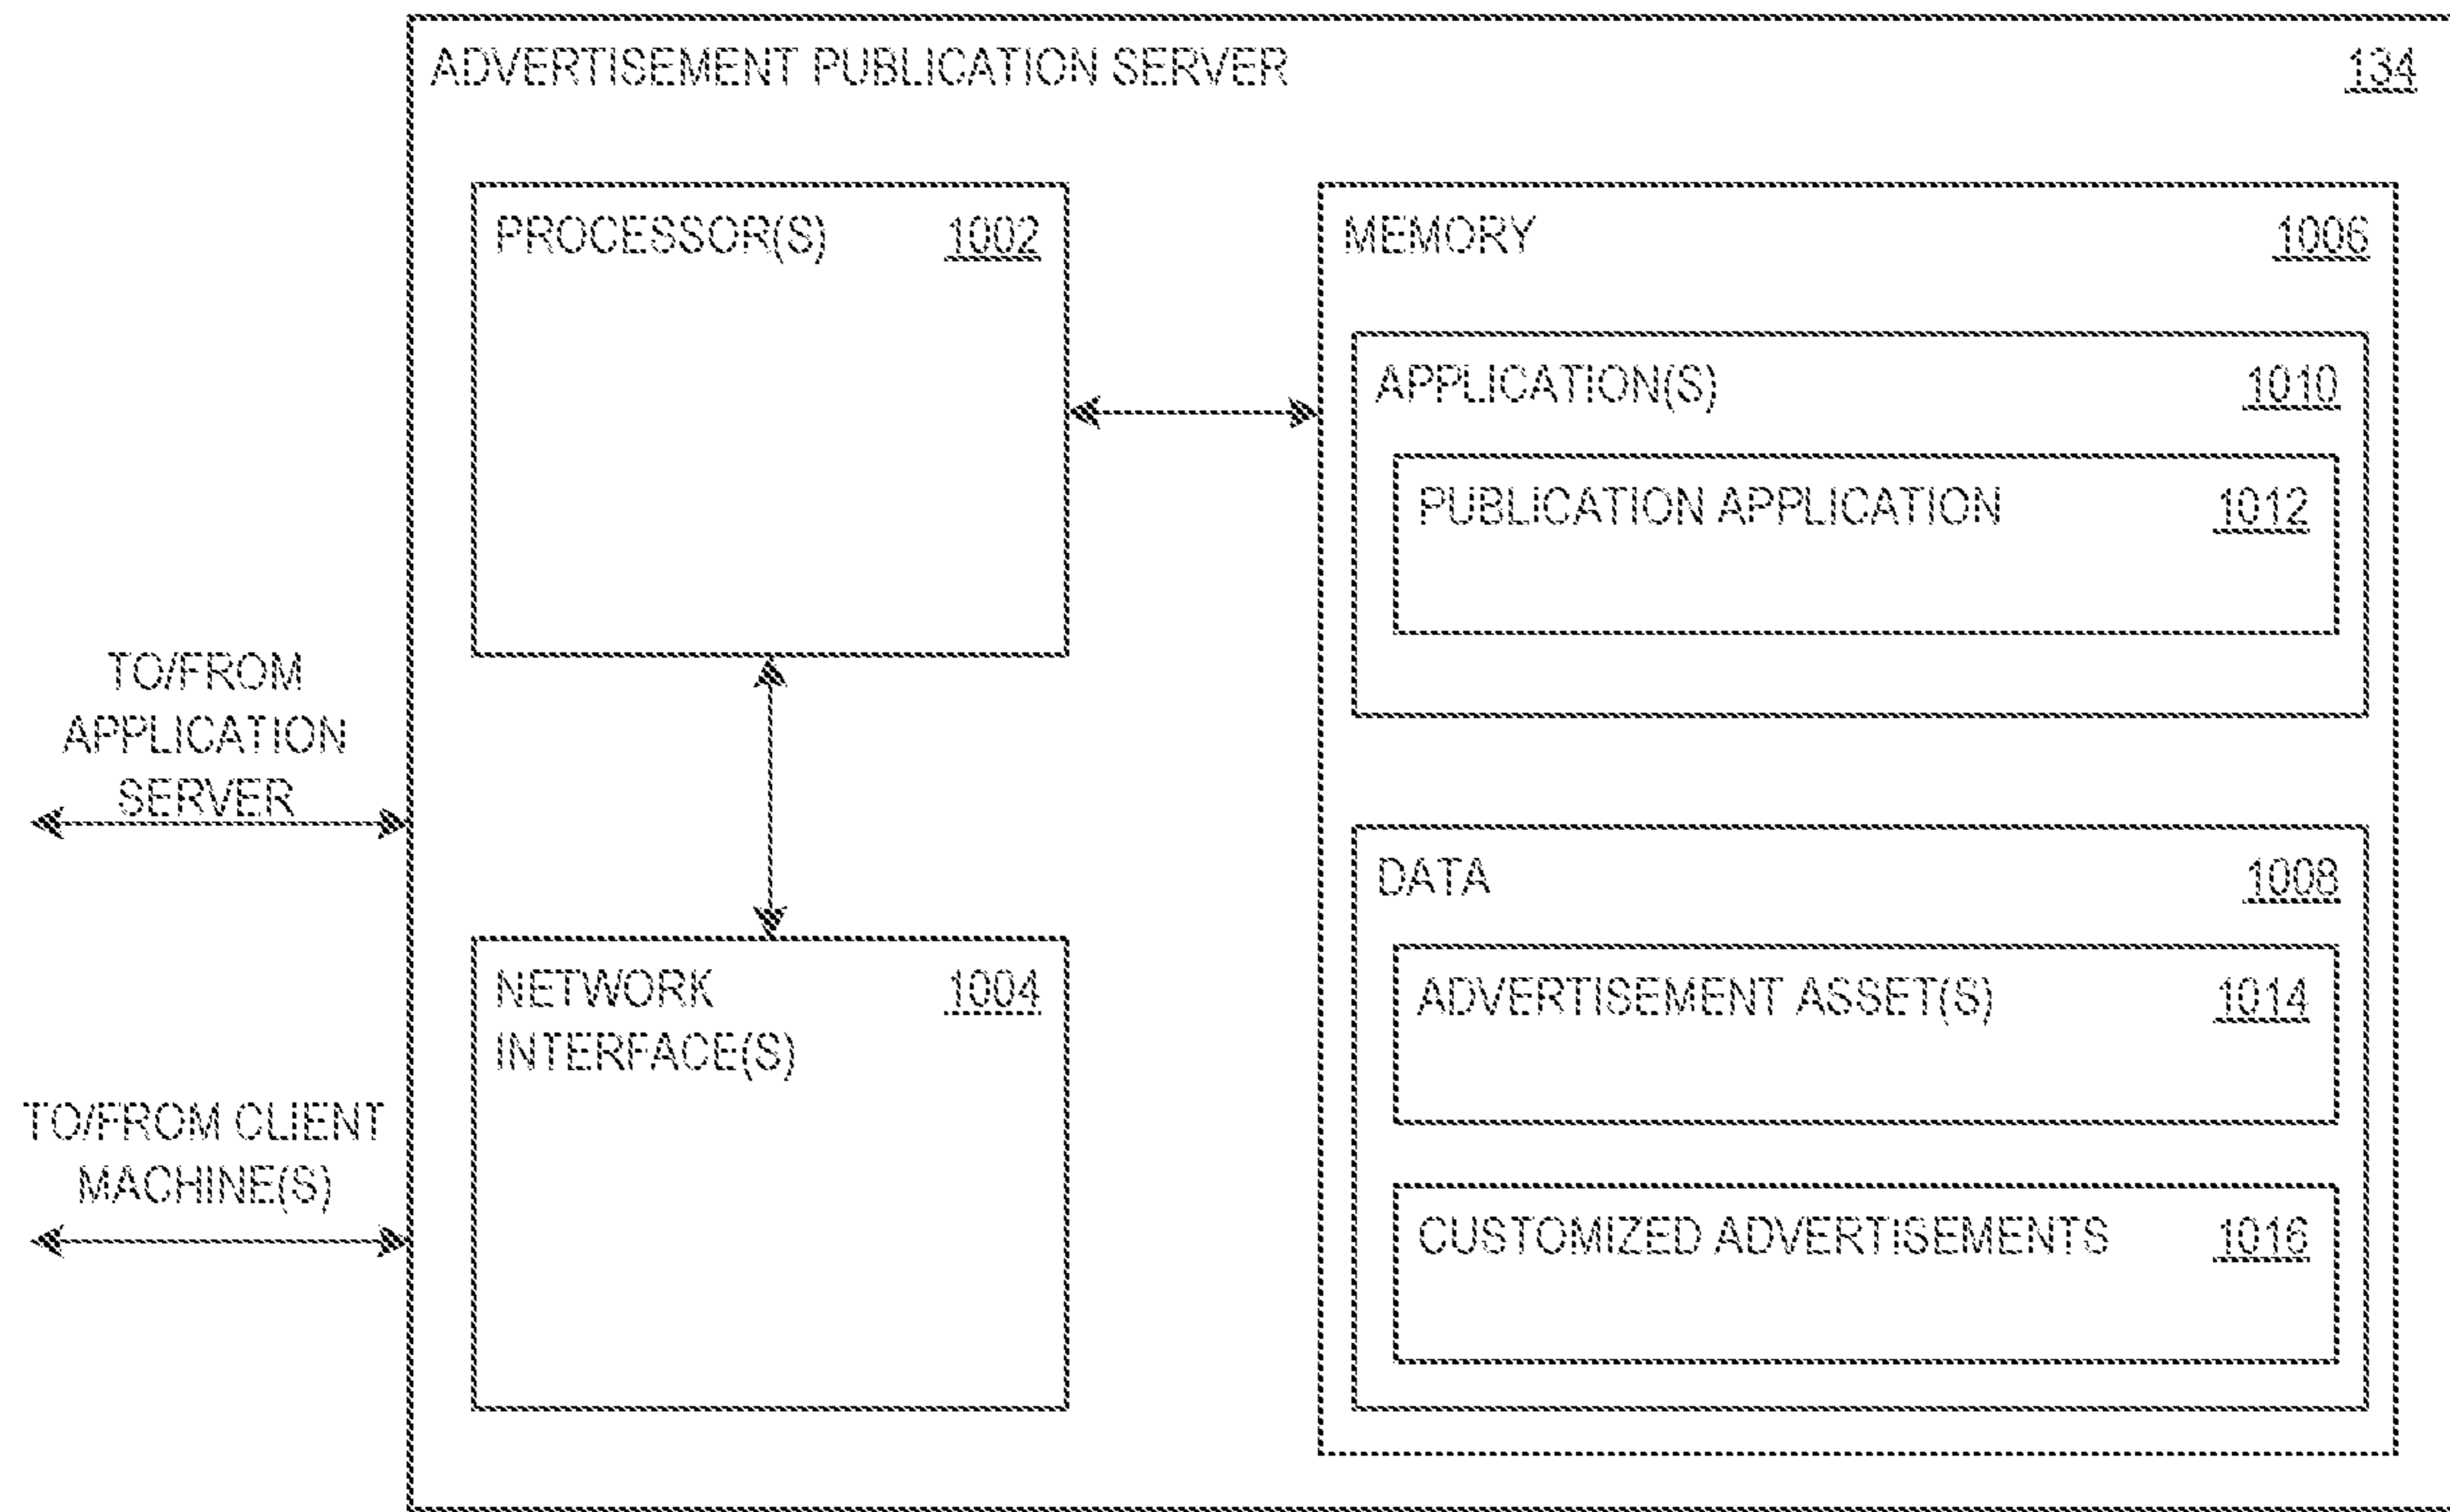 ADVERTISEMENT PUBLICATION SERVER 134
PROCESSOR(S) 1002
MEMORY 1006
APPLICATION(S) 1010
PUBLICATION APPLICATION 1012
TO/FROM
APPLICATION
SERVER
DATA 1008
NETWORK 1004
INTERFACE(S)
ADVERTISEMENT ASSET(S) 1014
TO/FROM CLIENT
MACHINE(S)
CUSTOMIZED ADVERTISEMENTS 1016